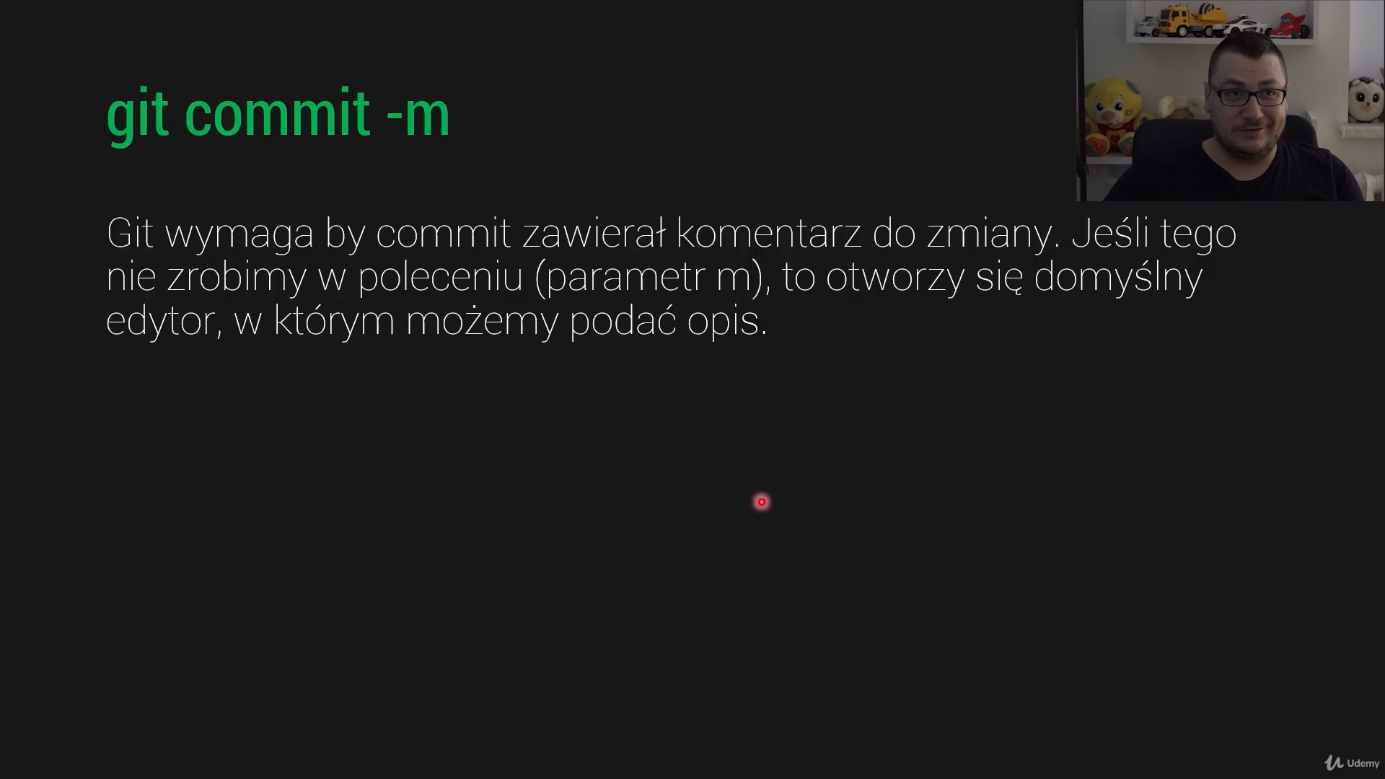 git commit -m
Git wymaga by commit zawierał komentarz do zmiany. Jeśli tego
nie zrobimy w poleceniu (parametr m), to otworzy się domyślny
edytor, w którym możemy podać opis.
Udemy